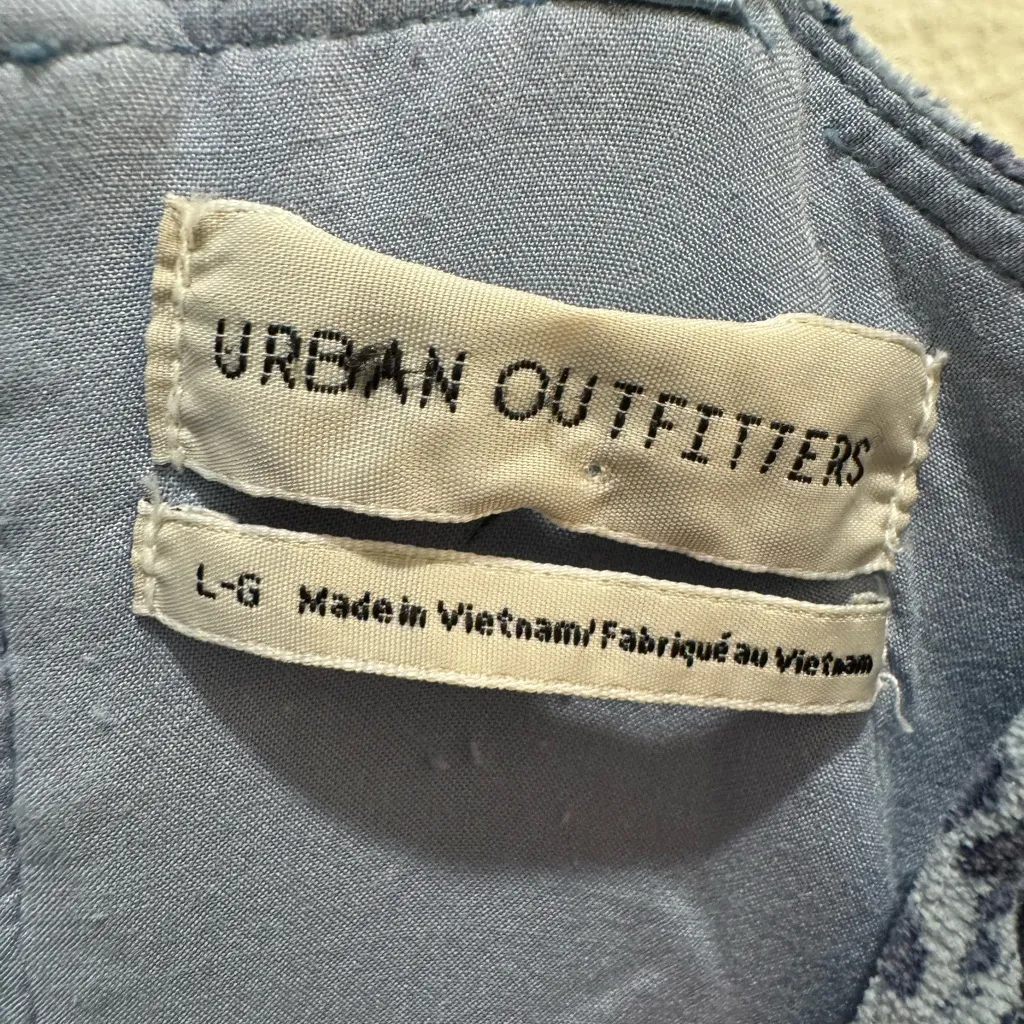 URBAN OUTFITTERS
L-G Made in Vietnam/Fabriqué au Vietnam